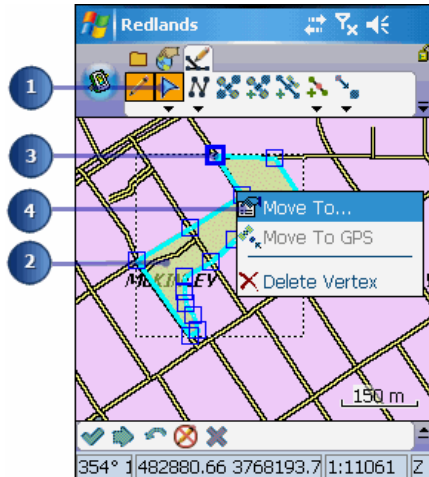 Redlands
1
3
4
Move To...
Move To GPS
2
McKINLEY
Delete Vertex
150 m
354° 1 482880.66 3768193.7 1:11061 Z